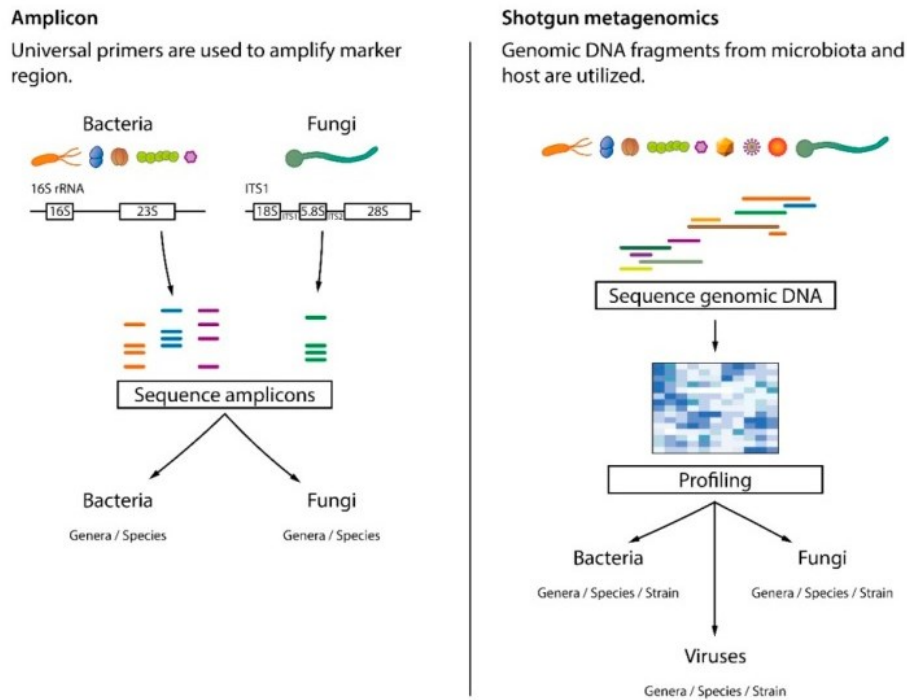 Amplicon
Universal primers are used to amplify marker
region.
Bacteria
Fungi
16S rRNA
16S
23S
ITS1
18S
ITS1
5.8S
ITS2
28S
Sequence amplicons
Bacteria
Genera / Species
Fungi
Genera / Species
Shotgun metagenomics
Genomic DNA fragments from microbiota and
host are utilized.
Sequence genomic DNA
Profiling
Bacteria
Genera / Species / Strain
Fungi
Genera / Species / Strain
Viruses
Genera / Species / Strain